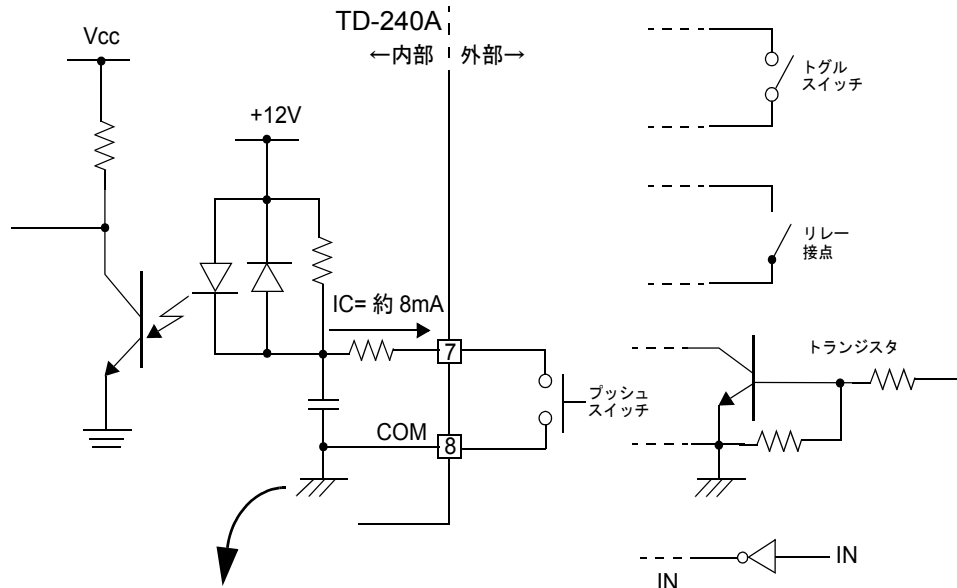 TD-240A
←内部
外部→
Vcc
+12V
IC= 約 8mA
7
COM
8
プッシュ
スイッチ
トグル
スイッチ
リレー
接点
トランジスタ
IN
IN